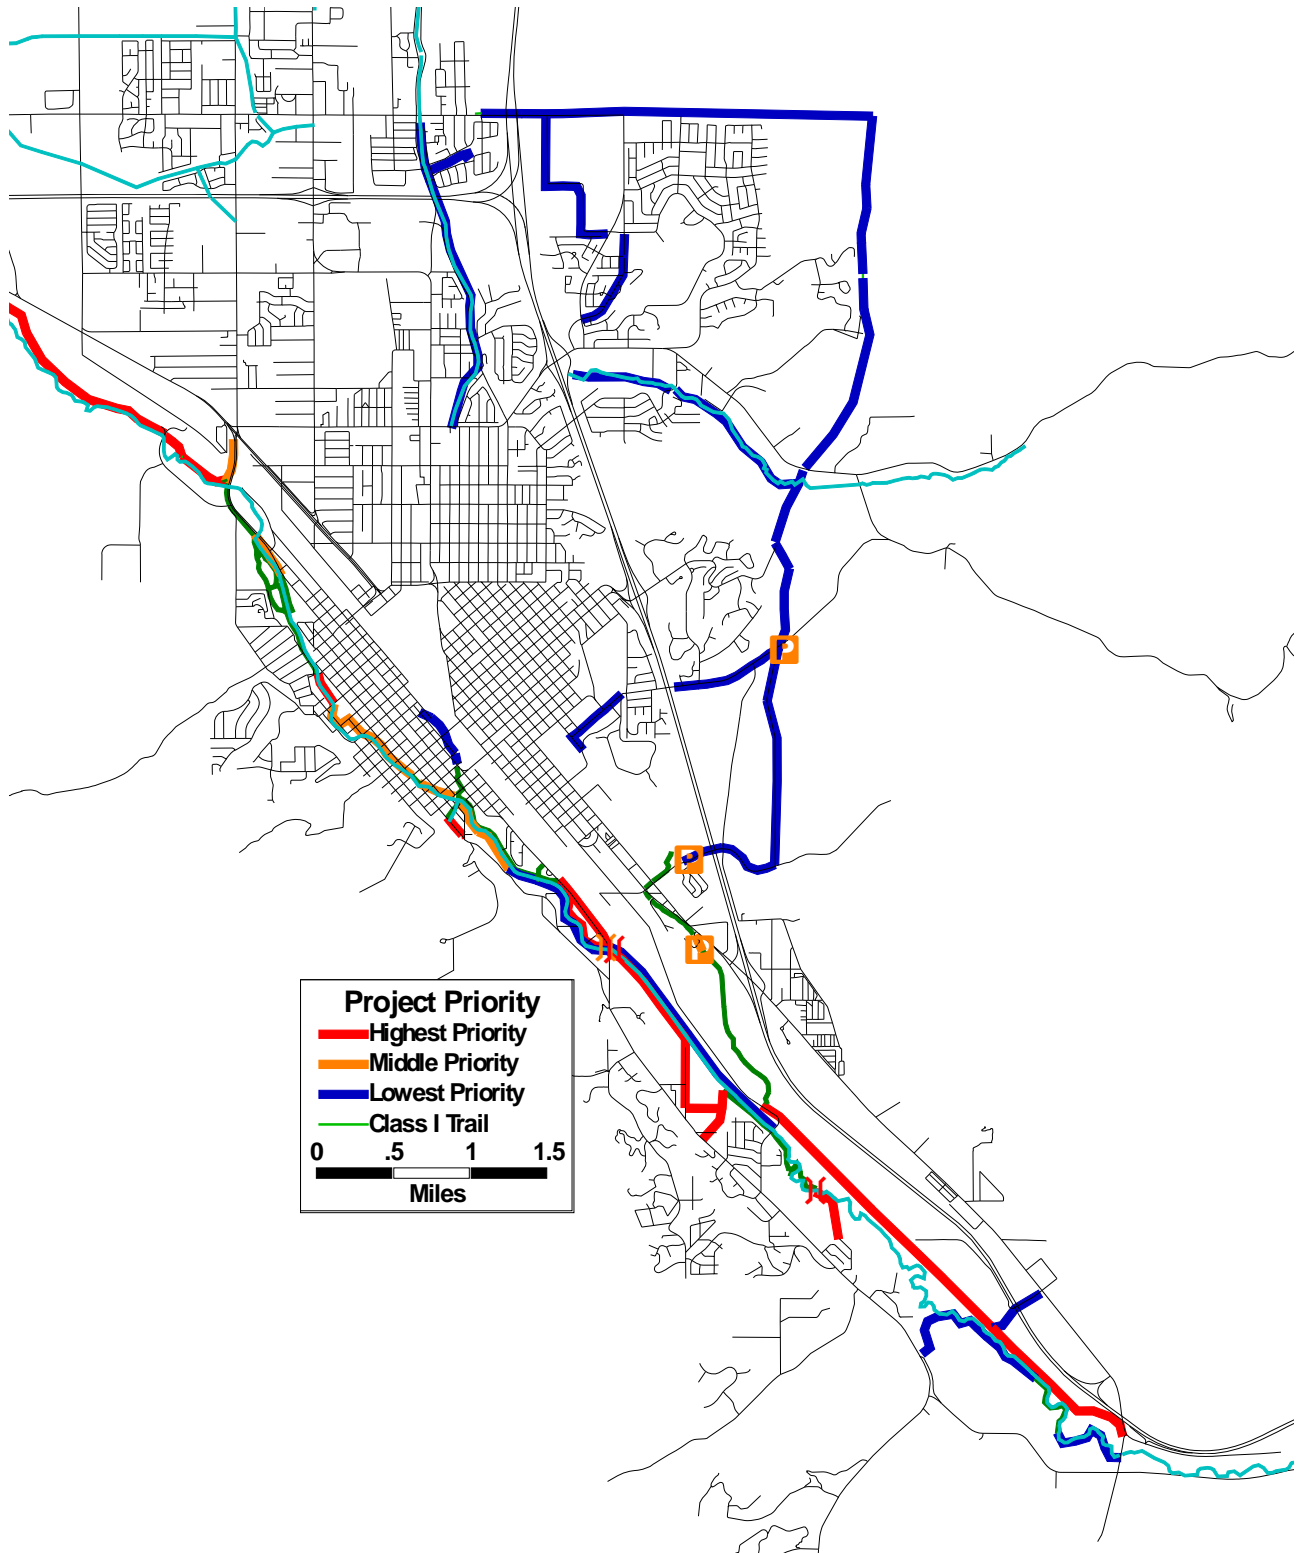 P
P
P
Project Priority
Highest Priority
Middle Priority
Lowest Priority
Class I Trail
0 .5 1 1.5
Miles